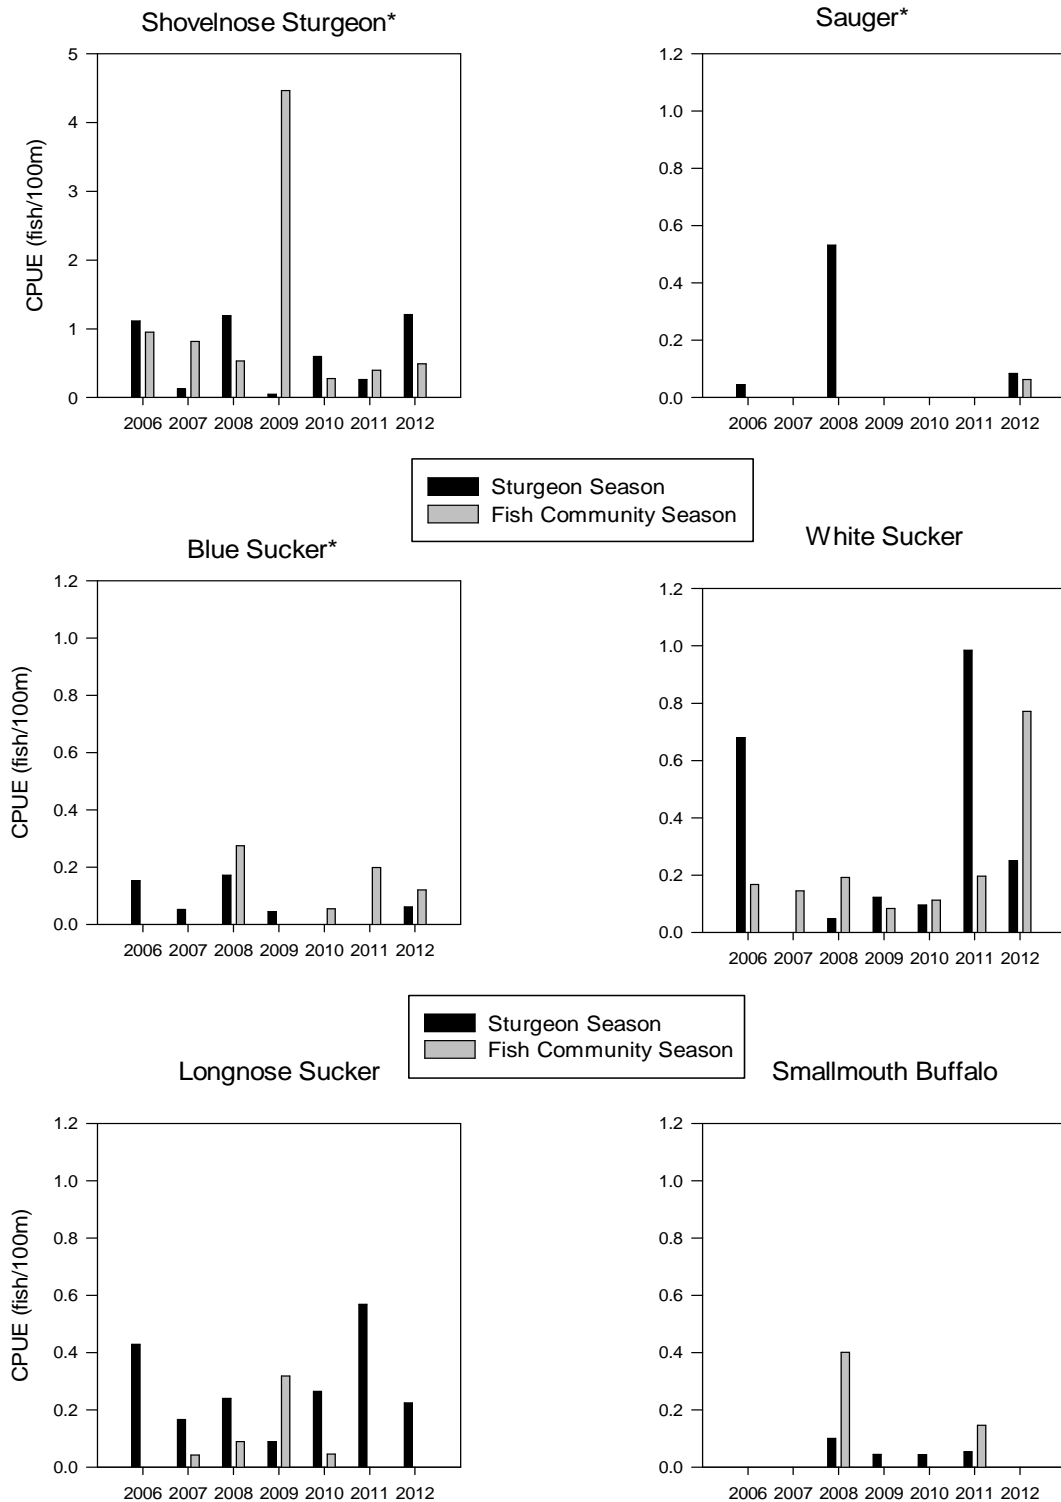 Shovelnose Sturgeon*
CPUE (fish/100m)
5
4
3
2
1
0
2006 2007 2008 2009 2010 2011 2012
Sauger*
1.2
1.0
0.8
0.6
0.4
0.2
0.0
2006 2007 2008 2009 2010 2011 2012
Sturgeon Season
Fish Community Season
Blue Sucker*
CPUE (fish/100m)
1.2
1.0
0.8
0.6
0.4
0.2
0.0
2006 2007 2008 2009 2010 2011 2012
White Sucker
1.2
1.0
0.8
0.6
0.4
0.2
0.0
2006 2007 2008 2009 2010 2011 2012
Sturgeon Season
Fish Community Season
Longnose Sucker
CPUE (fish/100m)
1.2
1.0
0.8
0.6
0.4
0.2
0.0
2006 2007 2008 2009 2010 2011 2012
Smallmouth Buffalo
1.2
1.0
0.8
0.6
0.4
0.2
0.0
2006 2007 2008 2009 2010 2011 2012